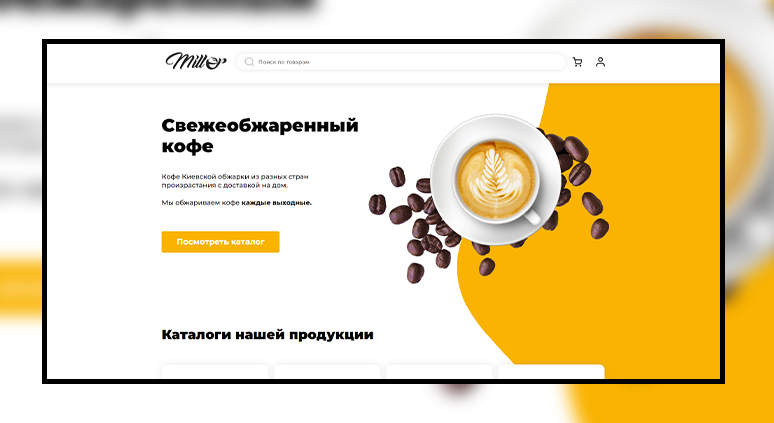 Miller
Поиск по товарам
Свежеобжаренный
кофе
Кофе Киевской обжарки из разных стран
произрастания с доставкой на дом.
Мы обжариваем кофе каждые выходные.
Посмотреть каталог
Каталоги нашей продукции